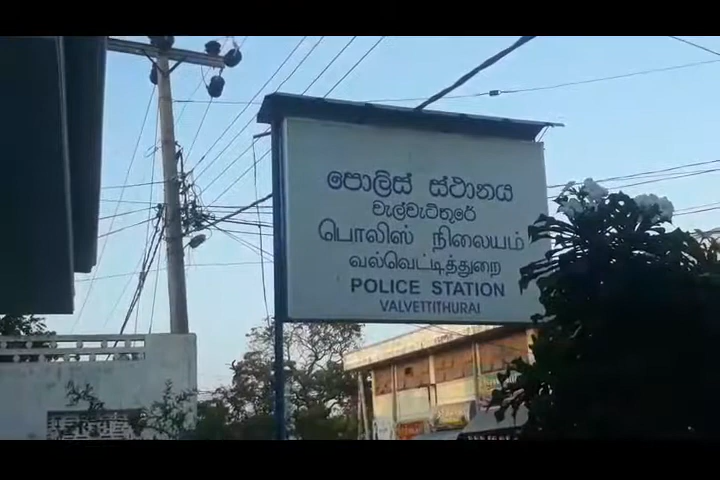 පොලිස් ස්ථානය
වැල්වැටිතුරේ
பொலிஸ் நிலையம்
வல்வெட்டித்துறை
POLICE STATION
VALVETTITHURAI